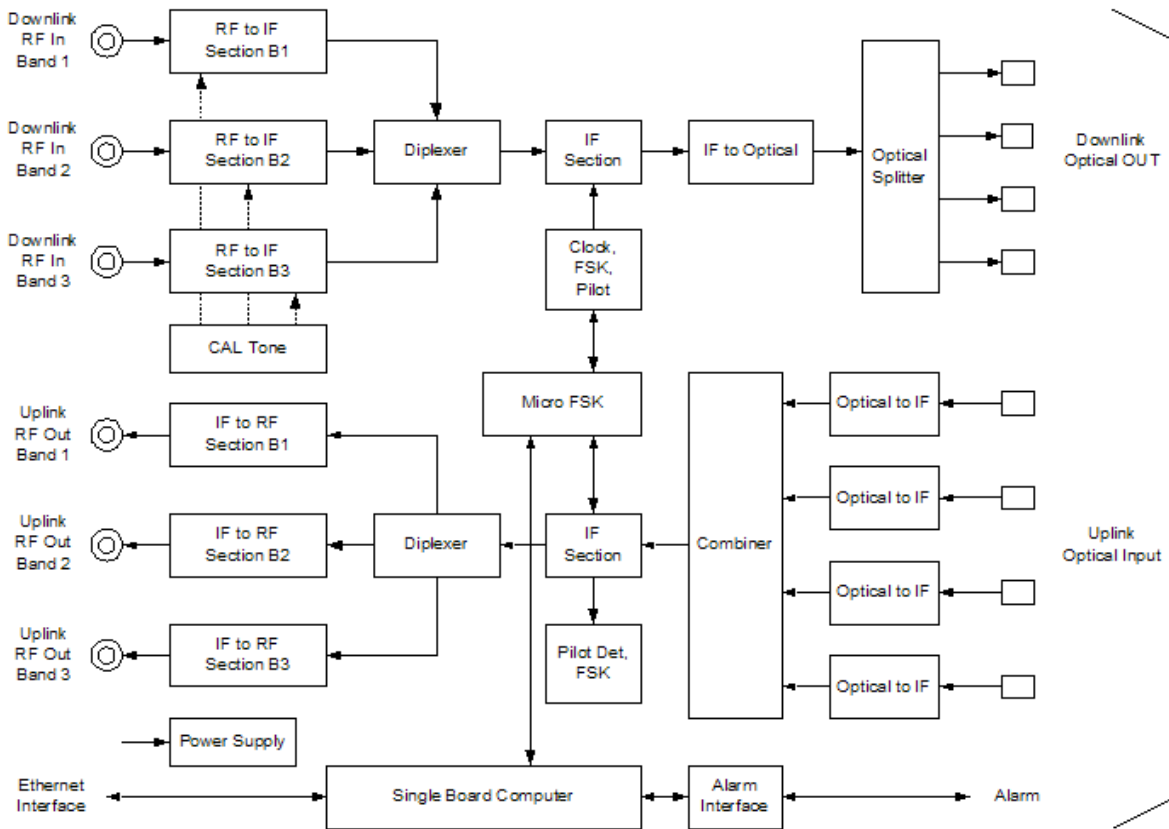 Downlink
RF In
Band 1
RF to IF
Section B1
Downlink
RF In
Band 2
RF to IF
Section B2
Diplexer
IF
Section
IF to Optical
Optical
Splitter
Downlink
Optical OUT
Downlink
RF In
Band 3
RF to IF
Section B3
Clock,
FSK,
Pilot
CAL Tone
Micro FSK
Uplink
RF Out
Band 1
IF to RF
Section B1
Optical to IF
Optical to IF
Uplink
RF Out
Band 2
IF to RF
Section B2
Diplexer
IF
Section
Combiner
Uplink
Optical Input
Optical to IF
Uplink
RF Out
Band 3
IF to RF
Section B3
Pilot Det,
FSK
Optical to IF
Power Supply
Ethernet
Interface
Single Board Computer
Alarm
Interface
Alarm